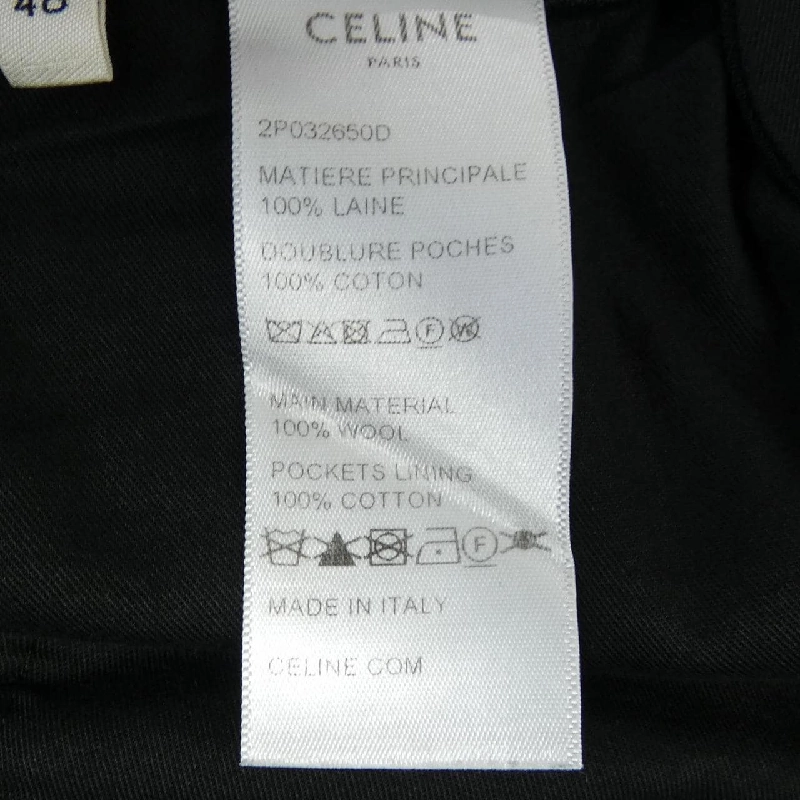 48
CELINE
PARIS
2P032650D
MATIERE PRINCIPALE
100% LAINE
DOUBLURE POCHES
100% COTON
F W
MAIN MATERIAL
100% WOOL
POCKETS LINING
100% COTTON
F
MADE IN ITALY
CELINE.COM